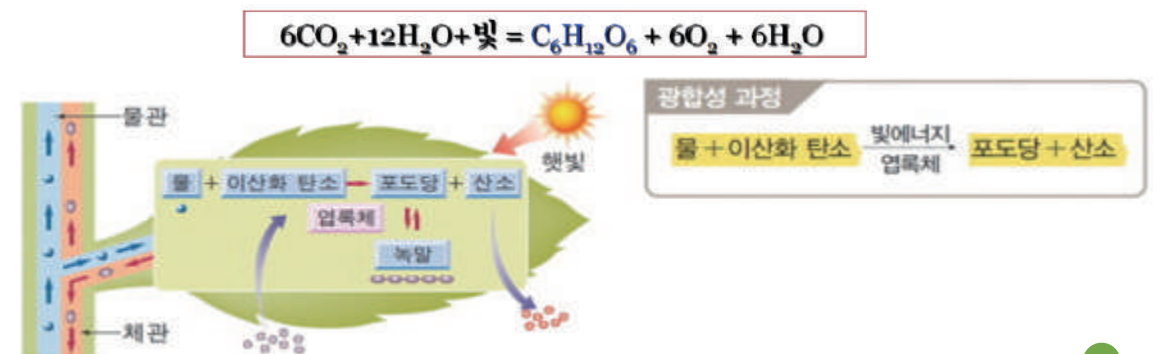 6CO₂+12H₂O+빛 = C₆H₁₂O₆ + 6O₂ + 6H₂O
물관
햇빛
물 + 이산화 탄소 → 포도당 + 산소
엽록체
녹말
체관
광합성 과정
물 + 이산화 탄소 빛에너지 → 포도당 + 산소
엽록체